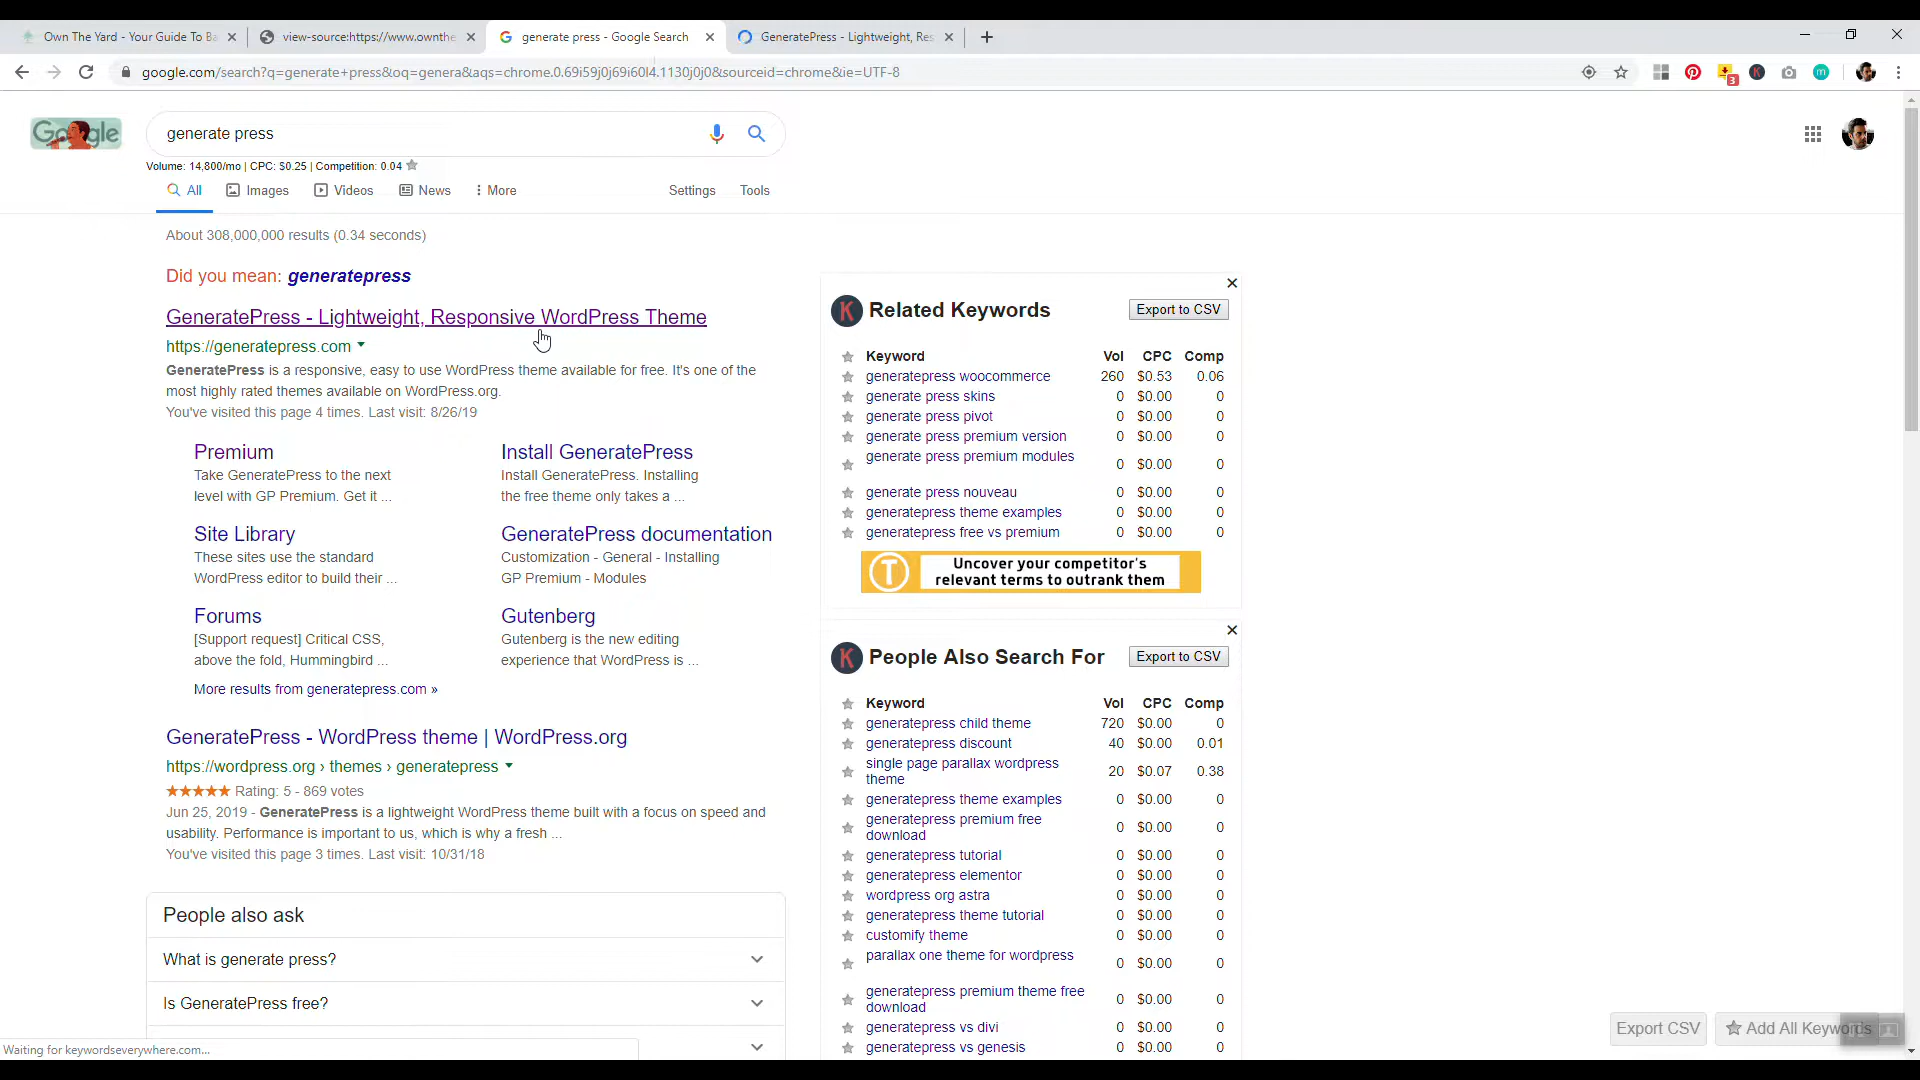 Own The Yard - Your Guide To Ba
view-source:https://www.ownthe
generate press - Google Search
GeneratePress - Lightweight, Res
google.com/search?q=generate+press&oq=genera&aqs=chrome.0.69i59j0j69i60l4.1130j0j0&sourceid=chrome&ie=UTF-8
3
K
m
Google
generate press
Volume: 14,800/mo | CPC: $0.25 | Competition: 0.04
All
Images
Videos
News
More
Settings
Tools
About 308,000,000 results (0.34 seconds)
Did you mean: generatepress
GeneratePress - Lightweight, Responsive WordPress Theme
https://generatepress.com
GeneratePress is a responsive, easy to use WordPress theme available for free. It's one of the
most highly rated themes available on WordPress.org.
You've visited this page 4 times. Last visit: 8/26/19
Premium
Take GeneratePress to the next
level with GP Premium. Get it ...
Install GeneratePress
Install GeneratePress. Installing
the free theme only takes a ...
Site Library
These sites use the standard
WordPress editor to build their ...
GeneratePress documentation
Customization - General - Installing
GP Premium - Modules
Forums
[Support request] Critical CSS,
above the fold, Hummingbird ...
Gutenberg
Gutenberg is the new editing
experience that WordPress is ...
More results from generatepress.com »
GeneratePress - WordPress theme | WordPress.org
https://wordpress.org › themes › generatepress
Rating: 5 - 869 votes
Jun 25, 2019 - GeneratePress is a lightweight WordPress theme built with a focus on speed and
usability. Performance is important to us, which is why a fresh ...
You've visited this page 3 times. Last visit: 10/31/18
People also ask
What is generate press?
Is GeneratePress free?
Waiting for keywordseverywhere.com...
K Related Keywords
Export to CSV
Keyword Vol CPC Comp
generatepress woocommerce 260 $0.53 0.06
generate press skins 0 $0.00 0
generate press pivot 0 $0.00 0
generate press premium version 0 $0.00 0
generate press premium modules 0 $0.00 0
generate press nouveau 0 $0.00 0
generatepress theme examples 0 $0.00 0
generatepress free vs premium 0 $0.00 0
T
Uncover your competitor's
relevant terms to outrank them
K People Also Search For
Export to CSV
Keyword Vol CPC Comp
generatepress child theme 720 $0.00 0
generatepress discount 40 $0.00 0.01
single page parallax wordpress
theme 20 $0.07 0.38
generatepress theme examples 0 $0.00 0
generatepress premium free
download 0 $0.00 0
generatepress tutorial 0 $0.00 0
generatepress elementor 0 $0.00 0
wordpress org astra 0 $0.00 0
generatepress theme tutorial 0 $0.00 0
customify theme 0 $0.00 0
parallax one theme for wordpress 0 $0.00 0
generatepress premium theme free
download 0 $0.00 0
generatepress vs divi 0 $0.00 0
generatepress vs genesis 0 $0.00 0
Export CSV
Add All Keywords